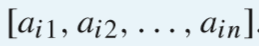 [a_{i1}, a_{i2}, . . . , a_{in}].